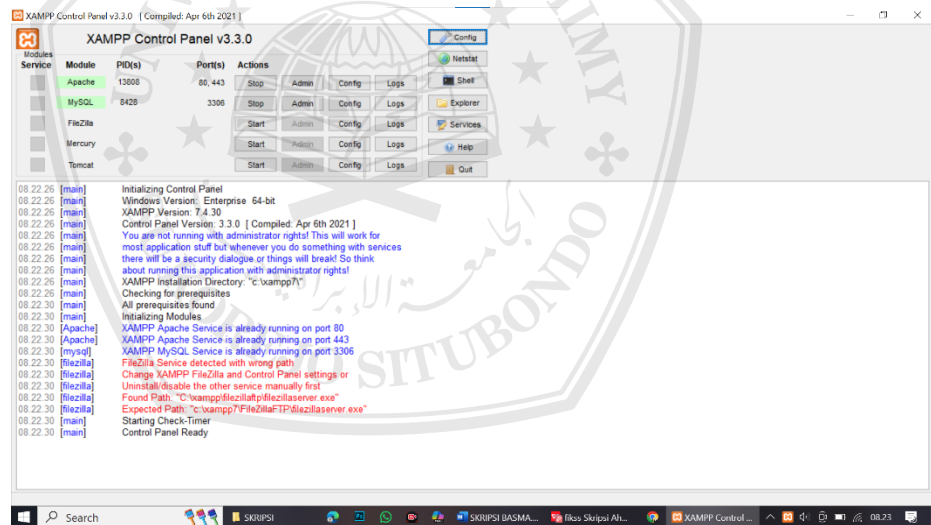 XAMPP Control Panel v3.3.0 [ Compiled: Apr 6th 2021 ]
XAMPP Control Panel v3.3.0
Config
Modules
Service Module PID(s) Port(s) Actions
Netstat
Apache 13808 80, 443 Stop Admin Config Logs
Shell
MySQL 8428 3306 Stop Admin Config Logs
Explorer
FileZilla Start Admin Config Logs
Services
Mercury Start Admin Config Logs
Help
Tomcat Start Admin Config Logs
Quit
08.22.26 [main] Initializing Control Panel
08.22.26 [main] Windows Version: Enterprise 64-bit
08.22.26 [main] XAMPP Version: 7.4.30
08.22.26 [main] Control Panel Version: 3.3.0 [ Compiled: Apr 6th 2021 ]
08.22.26 [main] You are not running with administrator rights! This will work for
08.22.26 [main] most application stuff but whenever you do something with services
08.22.26 [main] there will be a security dialogue or things will break! So think
08.22.26 [main] about running this application with administrator rights!
08.22.26 [main] XAMPP Installation Directory: "c:\xampp7\"
08.22.26 [main] Checking for prerequisites
08.22.30 [main] All prerequisites found
08.22.30 [main] Initializing Modules
08.22.30 [Apache] XAMPP Apache Service is already running on port 80
08.22.30 [Apache] XAMPP Apache Service is already running on port 443
08.22.30 [mysql] XAMPP MySQL Service is already running on port 3306
08.22.30 [filezilla] FileZilla Service detected with wrong path
08.22.30 [filezilla] Change XAMPP FileZilla and Control Panel settings or
08.22.30 [filezilla] Uninstall/disable the other service manually first
08.22.30 [filezilla] Found Path: "C:\xampp\filezillaftp\filezillaserver.exe"
08.22.30 [filezilla] Expected Path: "c:\xampp7\FileZillaFTP\filezillaserver.exe"
08.22.30 [main] Starting Check-Timer
08.22.30 [main] Control Panel Ready
SITUBONDO
Search SKRIPSI SKRIPSI BASMA... fikss Skripsi Ah... XAMPP Control ... 08.23